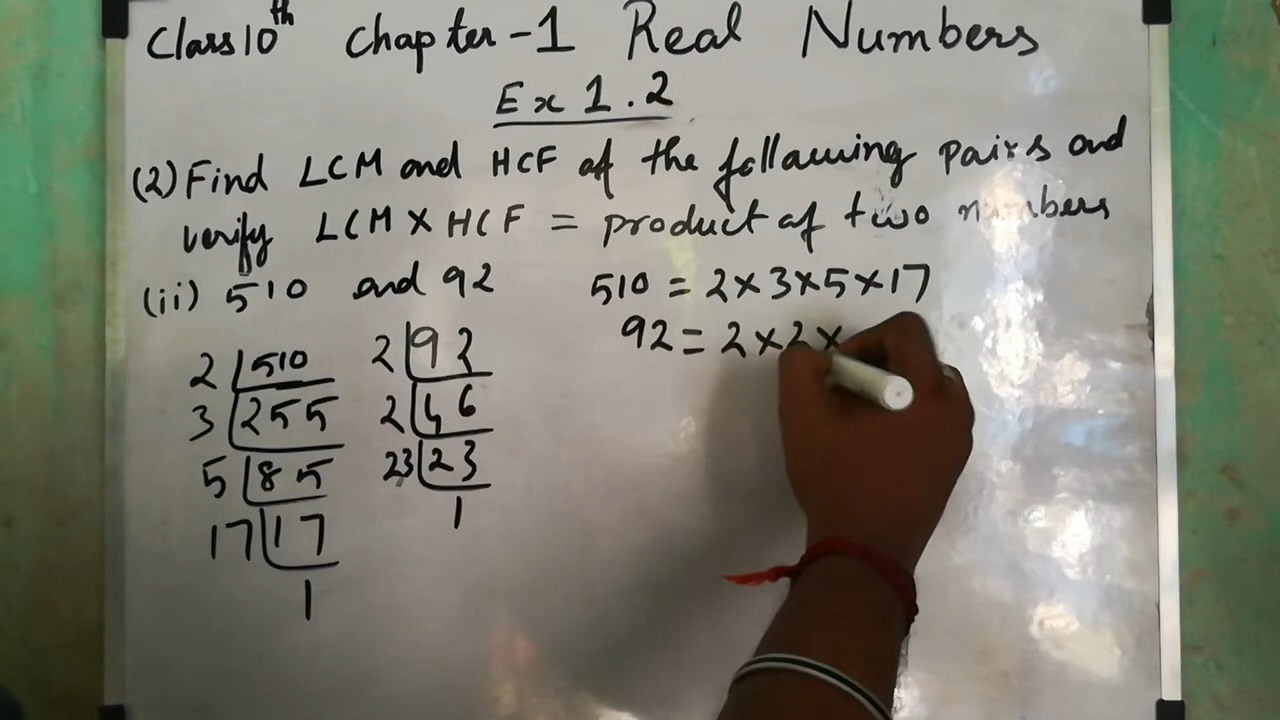 Class 10th Chapter-1 Real Numbers
Ex 1.2
(2) Find LCM and HCF of the following pairs and
verify LCM X HCF = product of two numbers
(ii) 510 and 92
510 = 2×3×5×17
92 = 2×2×
2 510
3 255
5 85
17 17
1
2 92
2 46
23 23
1